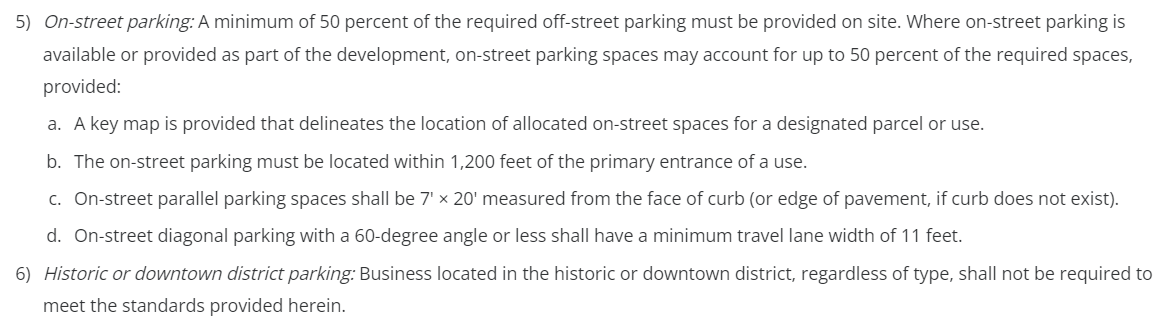 5) On-street parking: A minimum of 50 percent of the required off-street parking must be provided on site. Where on-street parking is
available or provided as part of the development, on-street parking spaces may account for up to 50 percent of the required spaces,
provided:
a. A key map is provided that delineates the location of allocated on-street spaces for a designated parcel or use.
b. The on-street parking must be located within 1,200 feet of the primary entrance of a use.
c. On-street parallel parking spaces shall be 7' × 20' measured from the face of curb (or edge of pavement, if curb does not exist).
d. On-street diagonal parking with a 60-degree angle or less shall have a minimum travel lane width of 11 feet.
6) Historic or downtown district parking: Business located in the historic or downtown district, regardless of type, shall not be required to
meet the standards provided herein.